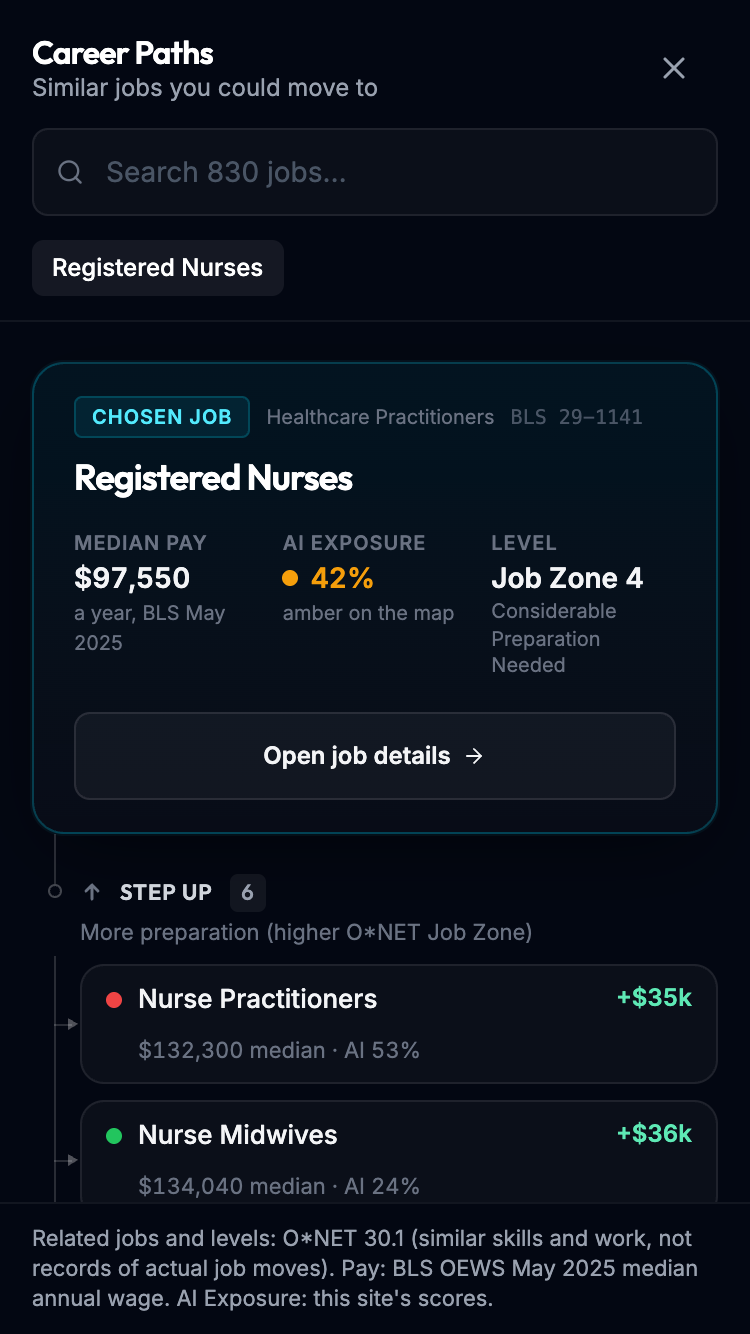 Career Paths
Similar jobs you could move to
Search 830 jobs...
Registered Nurses
CHOSEN JOB Healthcare Practitioners BLS 29–1141
Registered Nurses
MEDIAN PAY AI EXPOSURE LEVEL
$97,550 42% Job Zone 4
a year, BLS May 2025 amber on the map Considerable Preparation Needed
Open job details →
↑ STEP UP 6
More preparation (higher O*NET Job Zone)
Nurse Practitioners +$35k
$132,300 median · AI 53%
Nurse Midwives +$36k
$134,040 median · AI 24%
Related jobs and levels: O*NET 30.1 (similar skills and work, not
records of actual job moves). Pay: BLS OEWS May 2025 median
annual wage. AI Exposure: this site's scores.